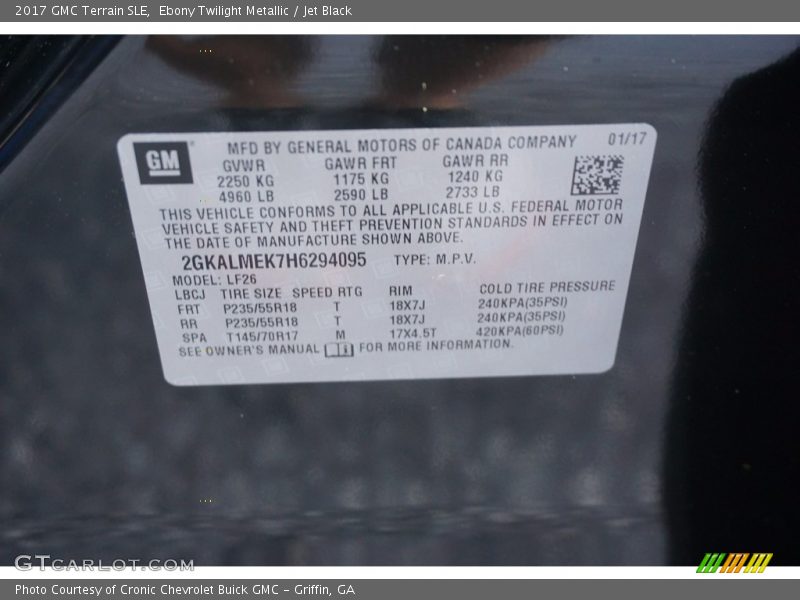 2017 GMC Terrain SLE, Ebony Twilight Metallic / Jet Black
GM
MFD BY GENERAL MOTORS OF CANADA COMPANY 01/17
GVWR GAWR FRT GAWR RR
2250 KG 1175 KG 1240 KG
4960 LB 2590 LB 2733 LB
THIS VEHICLE CONFORMS TO ALL APPLICABLE U.S. FEDERAL MOTOR
VEHICLE SAFETY AND THEFT PREVENTION STANDARDS IN EFFECT ON
THE DATE OF MANUFACTURE SHOWN ABOVE.
2GKALMEK7H6294095 TYPE: M.P.V.
MODEL: LF26
LBCJ TIRE SIZE SPEED RTG RIM COLD TIRE PRESSURE
FRT P235/55R18 T 18X7J 240KPA(35PSI)
RR P235/55R18 T 18X7J 240KPA(35PSI)
SPA T145/70R17 M 17X4.5T 420KPA(60PSI)
SEE OWNER'S MANUAL FOR MORE INFORMATION.
GTCARLOT.COM
Photo Courtesy of Cronic Chevrolet Buick GMC – Griffin, GA